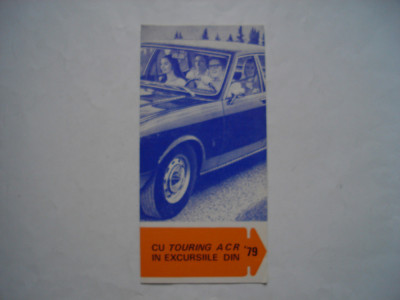 CU TOURING ACR
IN EXCURSIILE DIN '79